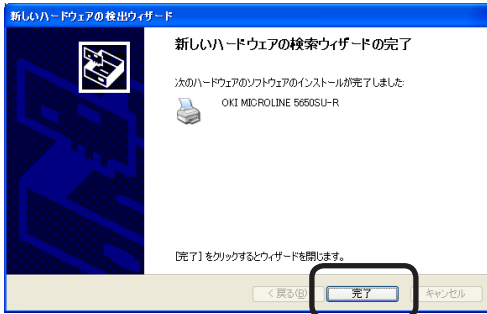 新しいハードウェアの検出ウィザード
新しいハードウェアの検索ウィザードの完了
次のハードウェアのソフトウェアのインストールが完了しました:
OKI MICROLINE 5650SU-R
[完了] をクリックするとウィザードを閉じます。
< 戻る(B) 完了 キャンセル